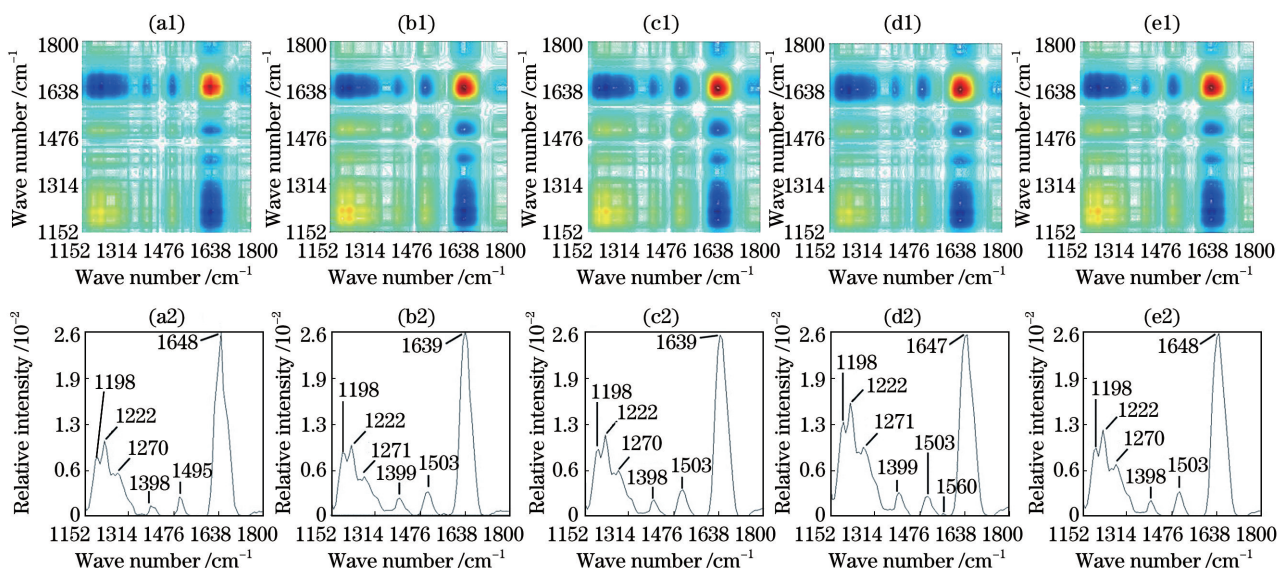 (a1) (b1) (c1) (d1) (e1)
Wave number /cm⁻¹ 1800 1638 1476 1314 1152
1152 1314 1476 1638 1800
Wave number /cm⁻¹
Wave number /cm⁻¹ 1800 1638 1476 1314 1152
1152 1314 1476 1638 1800
Wave number /cm⁻¹
Wave number /cm⁻¹ 1800 1638 1476 1314 1152
1152 1314 1476 1638 1800
Wave number /cm⁻¹
Wave number /cm⁻¹ 1800 1638 1476 1314 1152
1152 1314 1476 1638 1800
Wave number /cm⁻¹
Wave number /cm⁻¹ 1800 1638 1476 1314 1152
1152 1314 1476 1638 1800
Wave number /cm⁻¹
(a2)
Relative intensity /10⁻²
2.6 1.9 1.3 0.6 0
1198 1222 1270 1398 1495 1648
1152 1314 1476 1638 1800
Wave number /cm⁻¹
(b2)
Relative intensity /10⁻²
2.6 1.9 1.3 0.6 0
1198 1222 1271 1399 1503 1639
1152 1314 1476 1638 1800
Wave number /cm⁻¹
(c2)
Relative intensity /10⁻²
2.6 1.9 1.3 0.6 0
1198 1222 1270 1398 1503 1639
1152 1314 1476 1638 1800
Wave number /cm⁻¹
(d2)
Relative intensity /10⁻²
2.6 1.9 1.3 0.6 0
1198 1222 1271 1399 1503 1560 1647
1152 1314 1476 1638 1800
Wave number /cm⁻¹
(e2)
Relative intensity /10⁻²
2.6 1.9 1.3 0.6 0
1198 1222 1270 1398 1503 1648
1152 1314 1476 1638 1800
Wave number /cm⁻¹